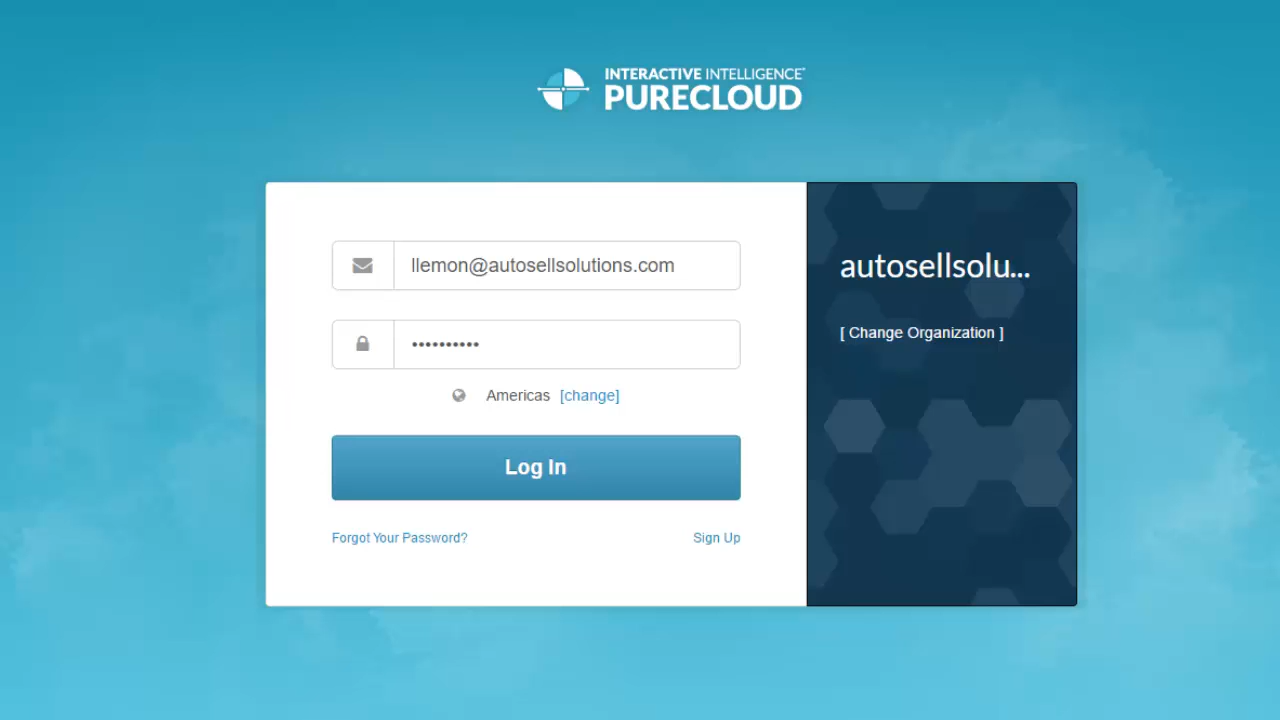 INTERACTIVE INTELLIGENCE
PURECLOUD
llemon@autosellsolutions.com
••••••••••
Americas [change]
Log In
Forgot Your Password? Sign Up
autosellsolu...
[ Change Organization ]